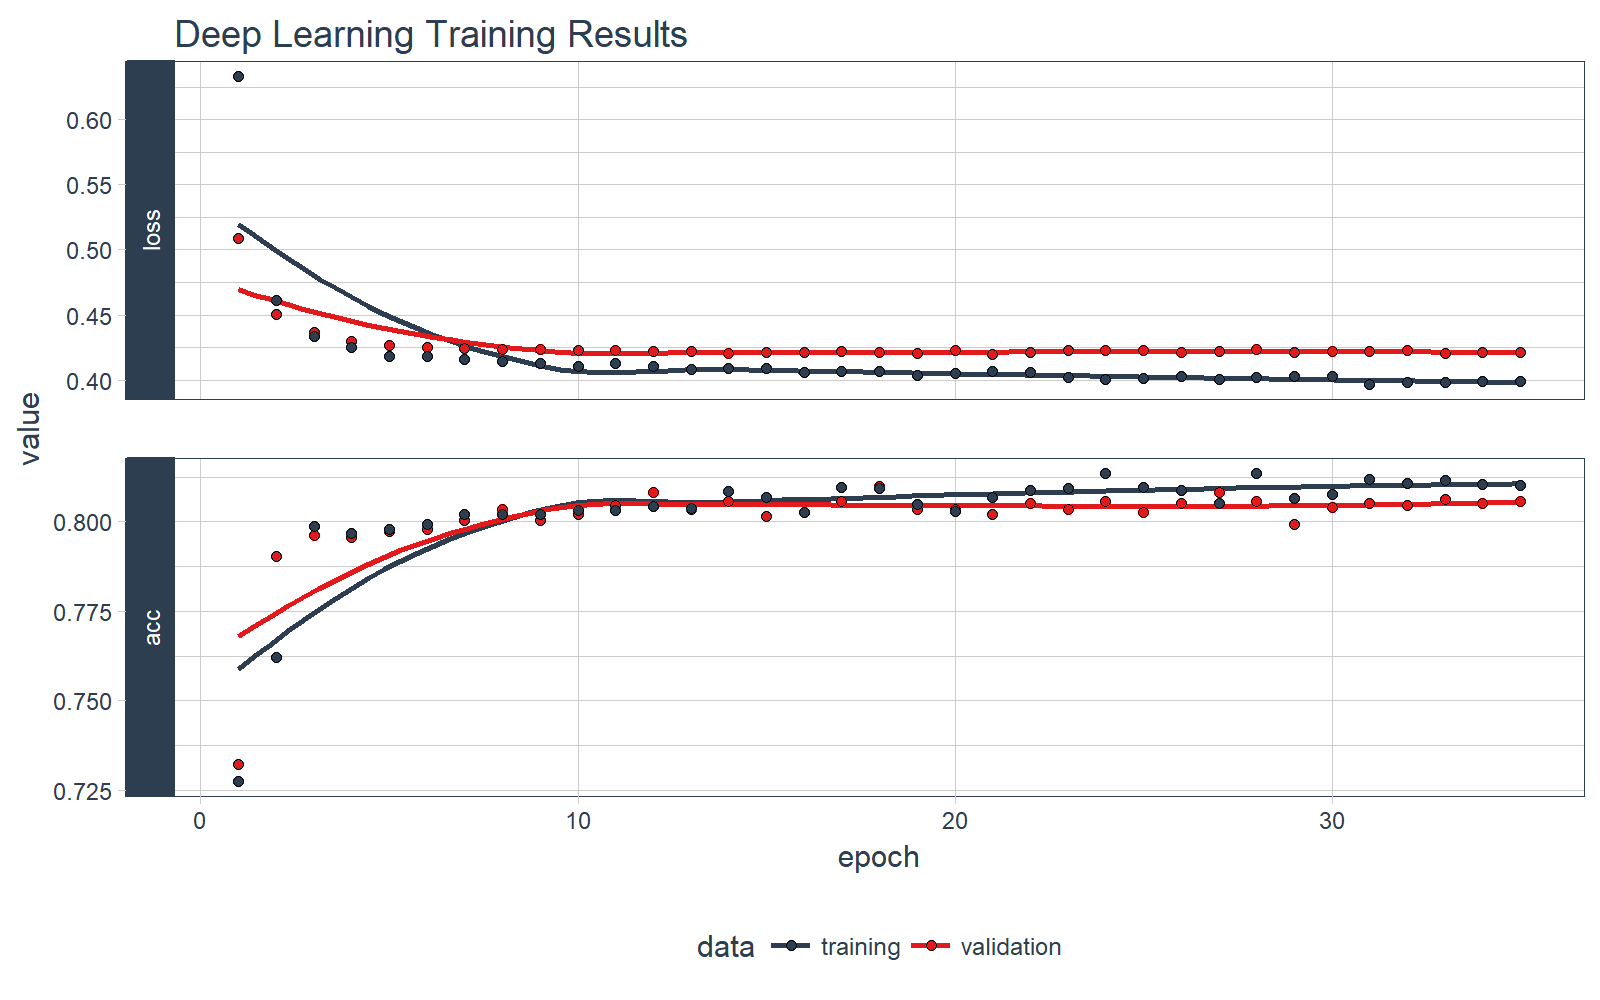 Deep Learning Training Results
value
loss
0.60
0.55
0.50
0.45
0.40
acc
0.800
0.775
0.750
0.725
0 10 20 30
epoch
data training validation